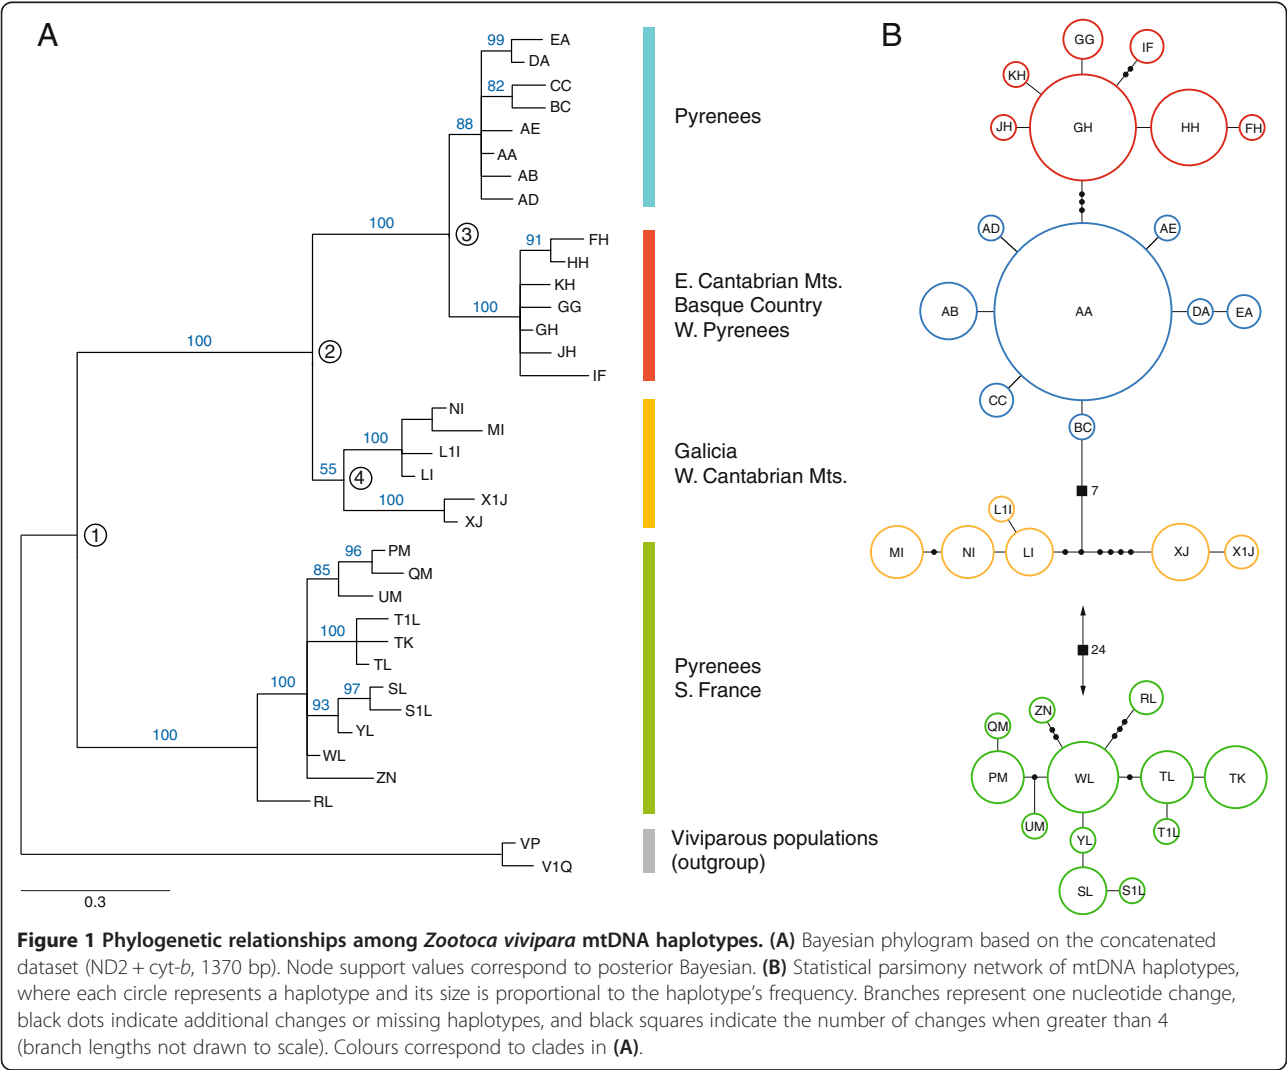 A
99
EA
DA
82
CC
BC
88
AE
AA
AB
AD
Pyrenees
100
3
91
FH
HH
KH
100
GG
GH
JH
IF
E. Cantabrian Mts.
Basque Country
W. Pyrenees
100
2
NI
MI
100
L1I
LI
55
4
100
X1J
XJ
Galicia
W. Cantabrian Mts.
1
96
PM
85
QM
UM
T1L
100
TK
TL
100
97
SL
93
S1L
YL
WL
100
ZN
RL
Pyrenees
S. France
VP
V1Q
Viviparous populations
(outgroup)
0.3
B
GG
IF
KH
JH
GH
HH
FH
AD
AE
AB
AA
DA
EA
CC
BC
7
L1I
MI
NI
LI
XJ
X1J
24
ZN
RL
QM
PM
WL
TL
TK
UM
YL
T1L
SL
S1L
Figure 1 Phylogenetic relationships among Zootoca vivipara mtDNA haplotypes. (A) Bayesian phylogram based on the concatenated
dataset (ND2 + cyt-b, 1370 bp). Node support values correspond to posterior Bayesian. (B) Statistical parsimony network of mtDNA haplotypes,
where each circle represents a haplotype and its size is proportional to the haplotype's frequency. Branches represent one nucleotide change,
black dots indicate additional changes or missing haplotypes, and black squares indicate the number of changes when greater than 4
(branch lengths not drawn to scale). Colours correspond to clades in (A).